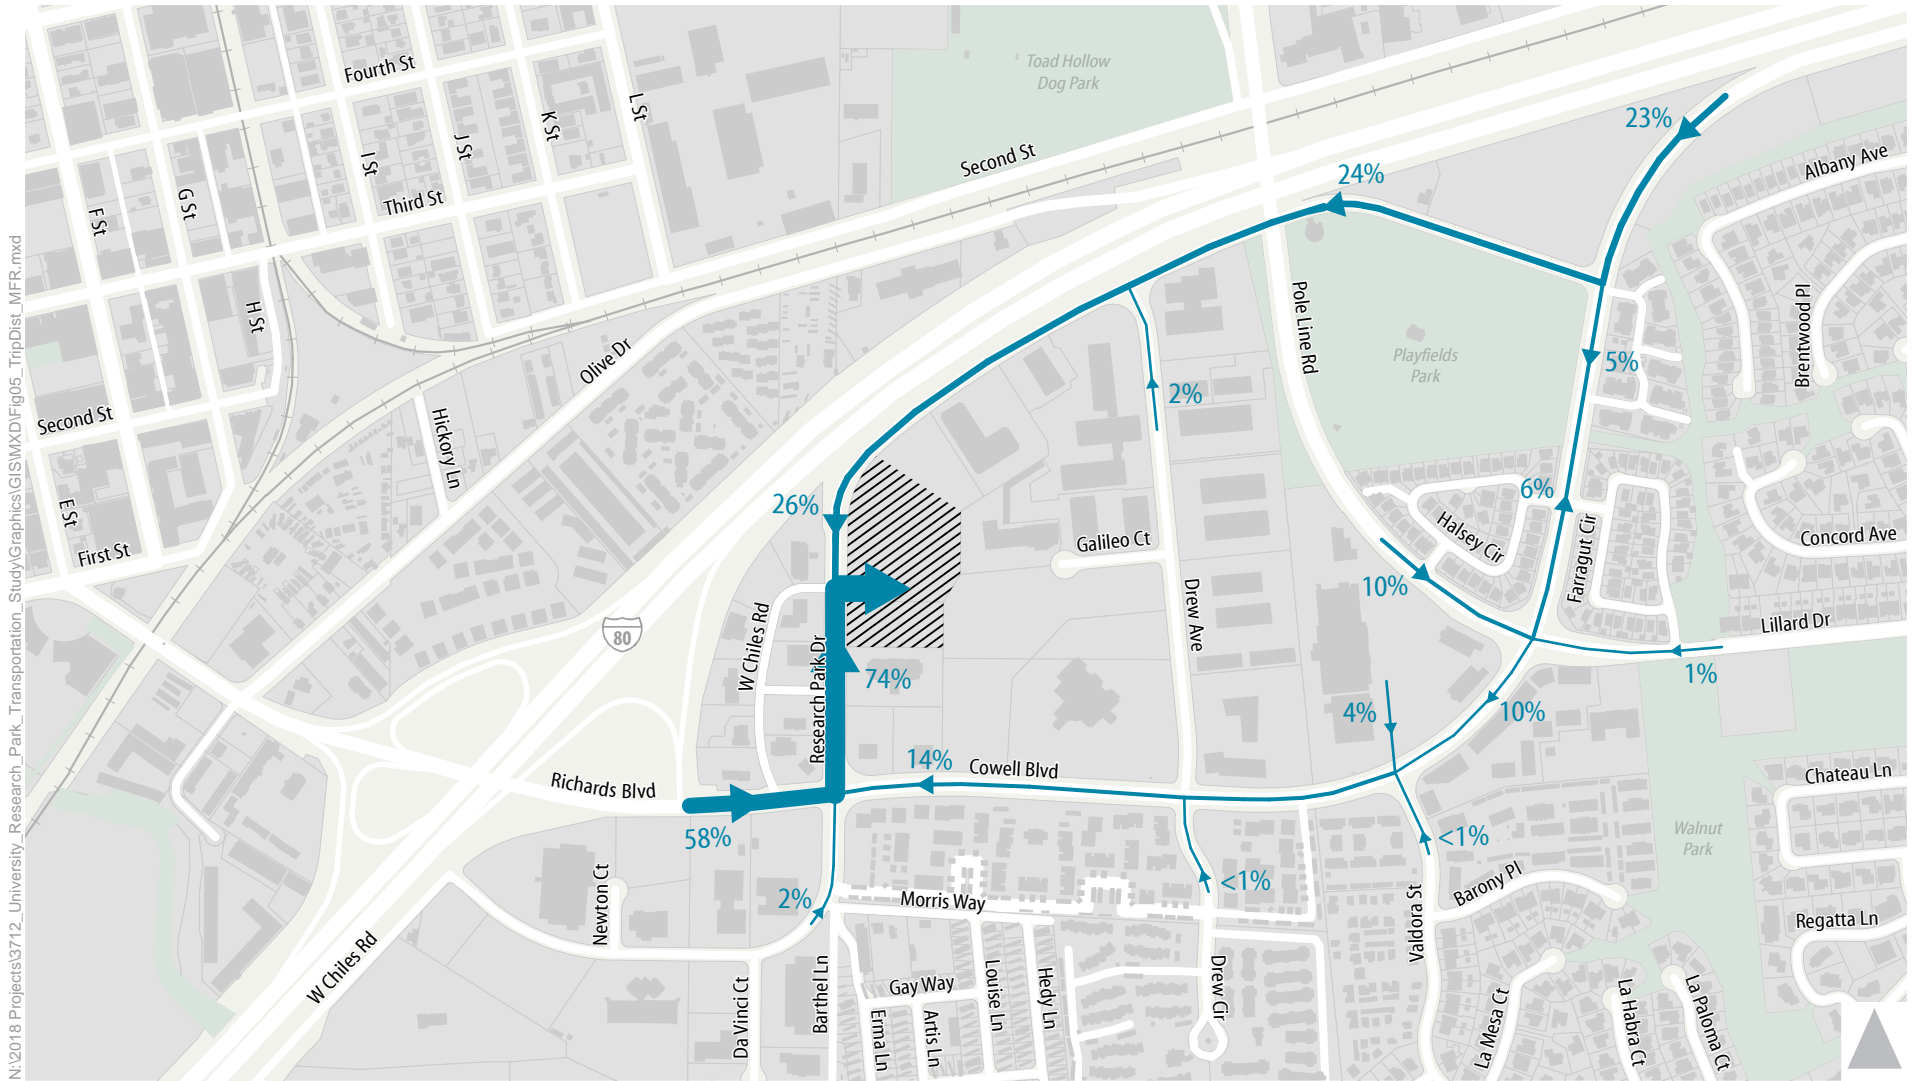 Toad Hollow
Dog Park
Fourth St
L St
K St
J St
I St
23%
Albany Ave
Second St
24%
Third St
G St
F St
H St
Brentwood Pl
Pole Line Rd
Playfields
Park
5%
Olive Dr
2%
Second St
Hickory Ln
26%
6%
E St
First St
Halsey Cir
Concord Ave
Galileo Ct
Farragut Cir
10%
Drew Ave
80
W Chiles Rd
Lillard Dr
Research Park Dr
74%
1%
4%
10%
14%
Cowell Blvd
Chateau Ln
Richards Blvd
58%
<1%
Walnut
Park
<1%
Newton Ct
2%
Morris Way
Barony Pl
Valdora St
Regatta Ln
W Chiles Rd
Da Vinci Ct
Barthel Ln
Gay Way
Erma Ln
Artis Ln
Louise Ln
Hedy Ln
Drew Cir
La Mesa Ct
La Habra Ct
La Paloma Ct
N:\2018 Projects\3712_University_Research_Park_Transportation_Study\Graphics\GIS\MXD\Fig05_TripDist_MFR.mxd